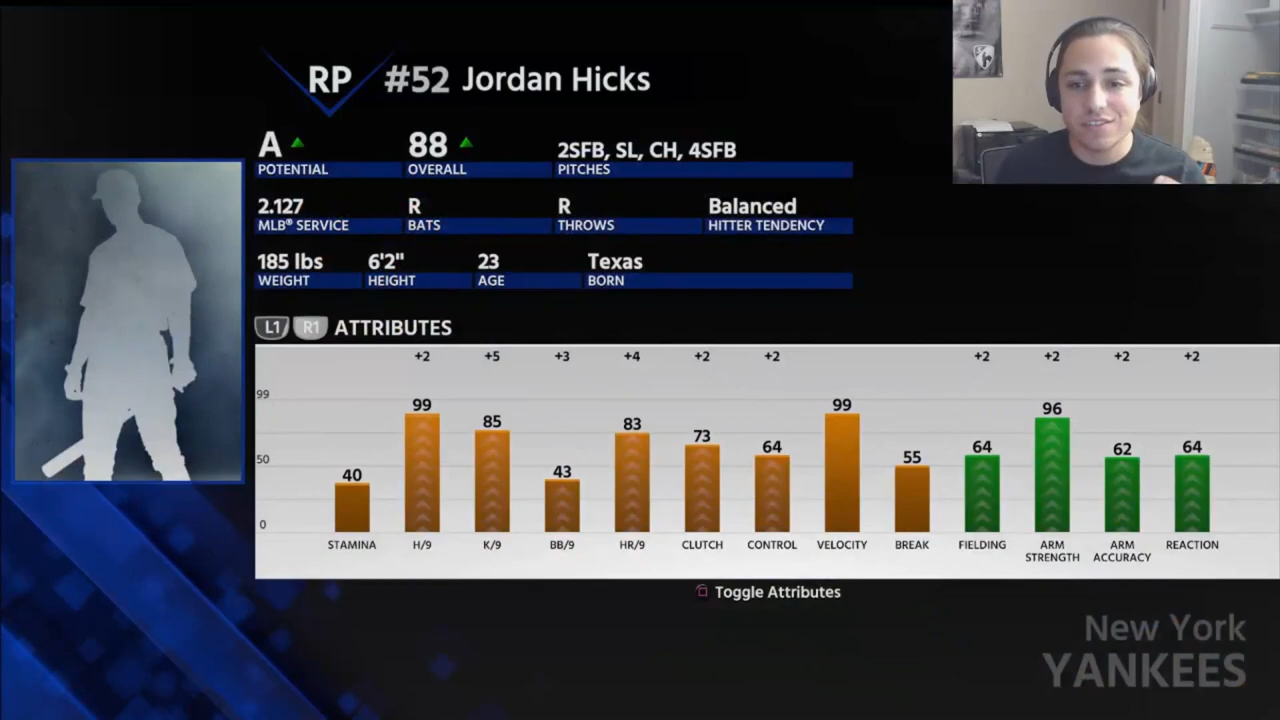 RP #52 Jordan Hicks
A 88 2SFB, SL, CH, 4SFB
POTENTIAL OVERALL PITCHES
2.127 R R Balanced
MLB® SERVICE BATS THROWS HITTER TENDENCY
185 lbs 6'2" 23 Texas
WEIGHT HEIGHT AGE BORN
L1 R1 ATTRIBUTES
+2 +5 +3 +4 +2 +2 +2 +2 +2 +2
99
50
0
40 99 85 43 83 73 64 99 55 64 96 62 64
STAMINA H/9 K/9 BB/9 HR/9 CLUTCH CONTROL VELOCITY BREAK FIELDING ARM STRENGTH ARM ACCURACY REACTION
Toggle Attributes
New York
YANKEES